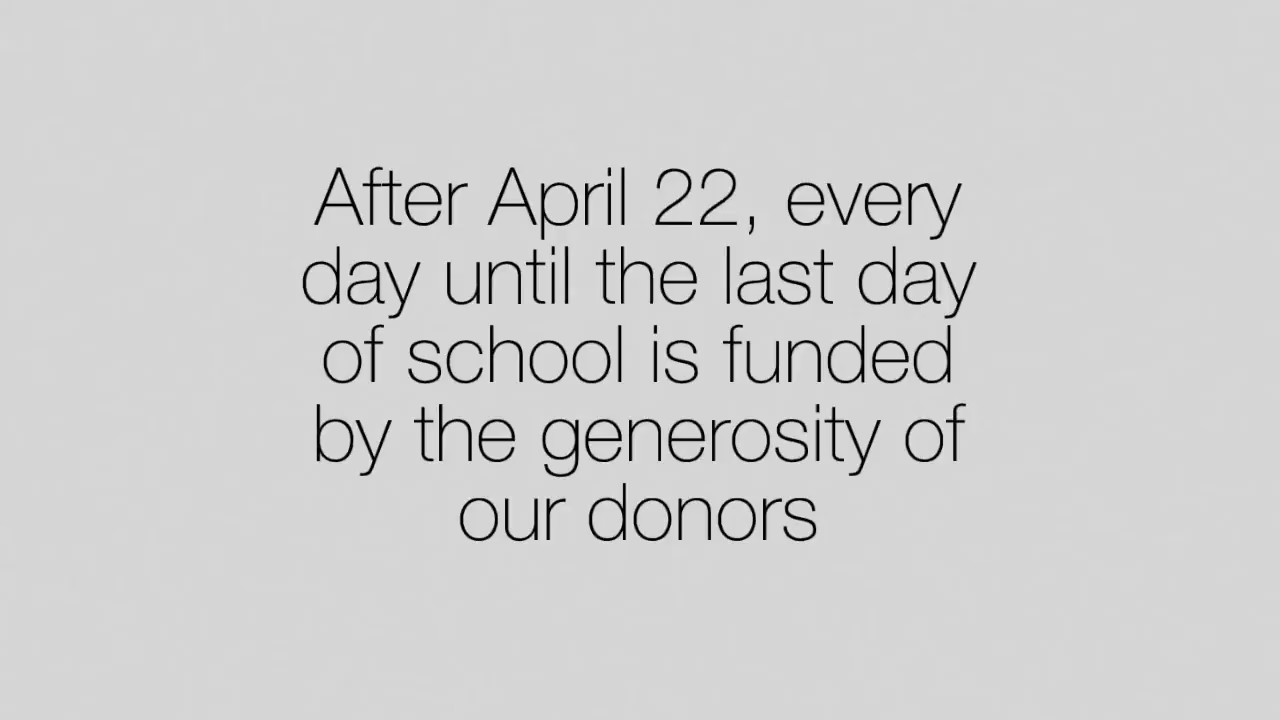 After April 22, every
day until the last day
of school is funded
by the generosity of
our donors